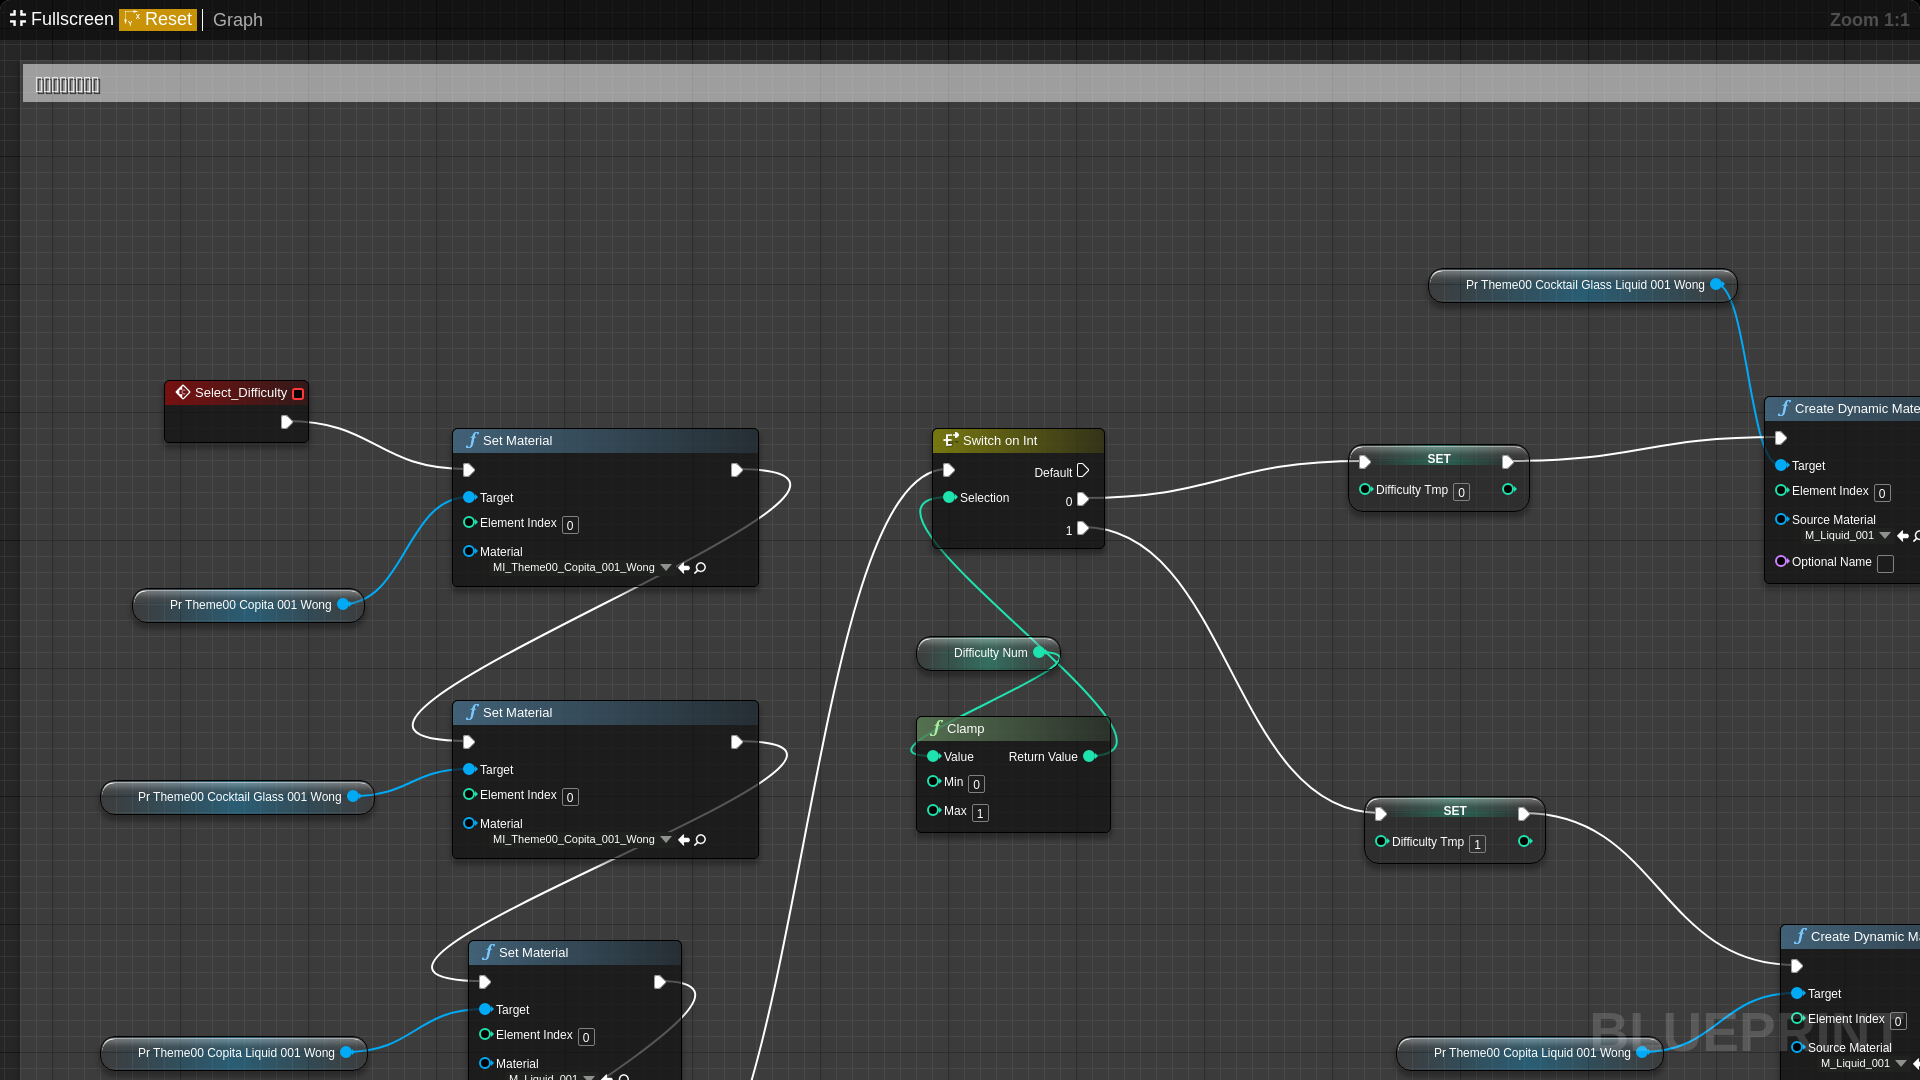 Fullscreen Reset Graph Zoom 1:1
Pr Theme00 Cocktail Glass Liquid 001 Wong
Select_Difficulty
Set Material
Target
Element Index 0
Material
MI_Theme00_Copita_001_Wong
Pr Theme00 Copita 001 Wong
Switch on Int
Default
Selection
0
1
SET
Difficulty Tmp 0
Create Dynamic Mate
Target
Element Index 0
Source Material
M_Liquid_001
Optional Name
Difficulty Num
Set Material
Target
Element Index 0
Material
MI_Theme00_Copita_001_Wong
Pr Theme00 Cocktail Glass 001 Wong
Clamp
Value Return Value
Min 0
Max 1
SET
Difficulty Tmp 1
Set Material
Target
Element Index 0
Material
M_Liquid_001
Pr Theme00 Copita Liquid 001 Wong
Create Dynamic Ma
Target
Element Index 0
Source Material
M_Liquid_001
Pr Theme00 Copita Liquid 001 Wong
BLUEPRIN